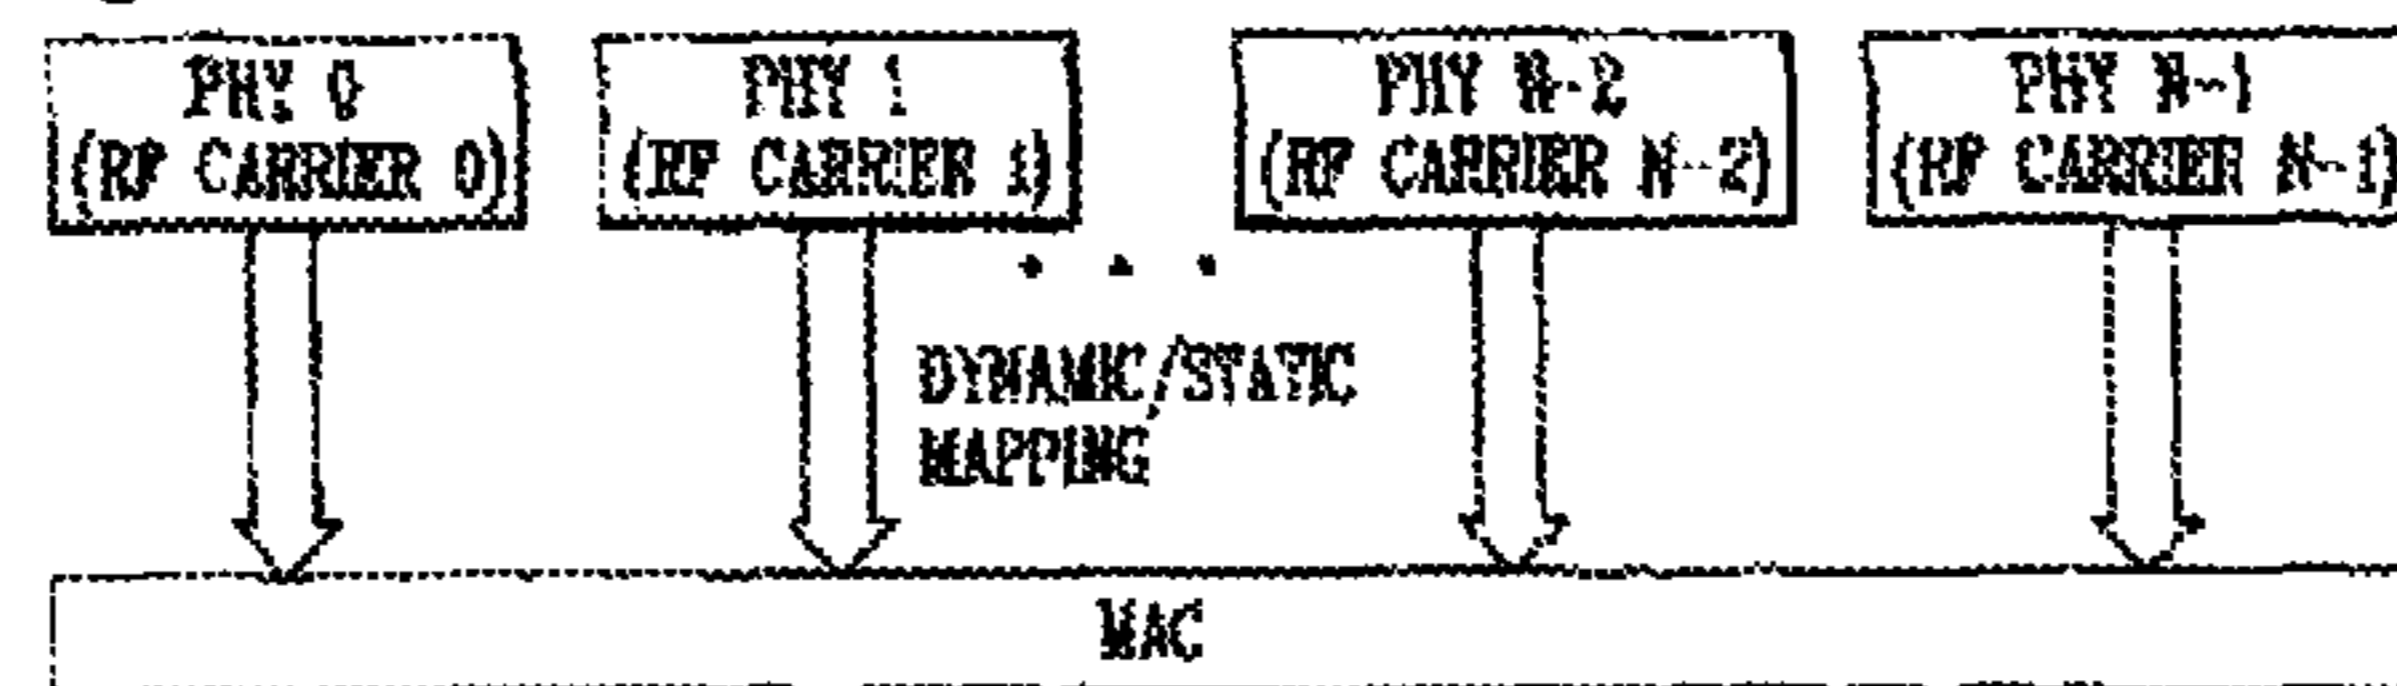 PHY 0
(RF CARRIER 0)
PHY 1
(RF CARRIER 1)
PHY N-2
(RF CARRIER N-2)
PHY N-1
(RF CARRIER N-1)
DYNAMIC/STATIC
MAPPING
MAC